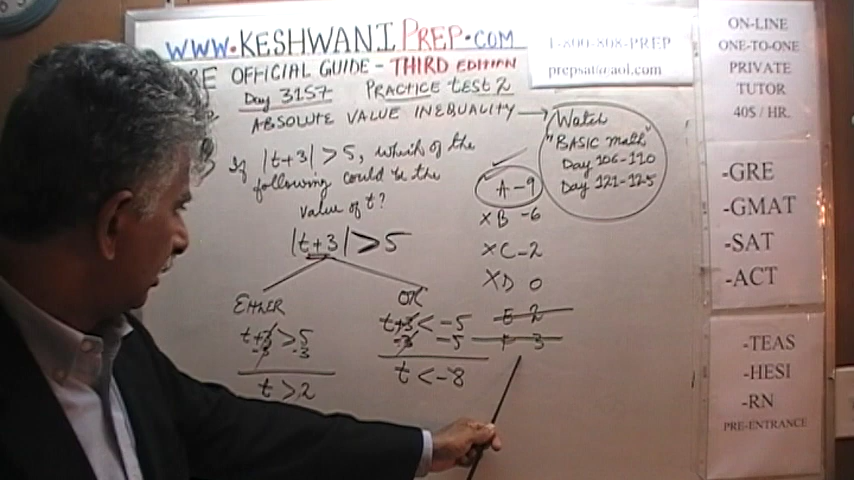 WWW.KESHWANIPREP.COM
1-800-808-PREP
prepsat@aol.com
RE OFFICIAL GUIDE - THIRD EDITION
Day 3157 PRACTICE TEST 2
ABSOLUTE VALUE INEQUALITY
Watch
"BASIC math"
Day 106-110
Day 121-125
If |t+3| > 5, which of the
following could be the
value of t?
|t+3| > 5
EITHER
t+3 > 5
-3 -3
t > 2
OR
t+3 < -5
-3 -5
t < -8
A -9
X B -6
X C -2
X D 0
E 2
F 3
ON-LINE
ONE-TO-ONE
PRIVATE
TUTOR
40$ / HR.
-GRE
-GMAT
-SAT
-ACT
-TEAS
-HESI
-RN
PRE-ENTRANCE